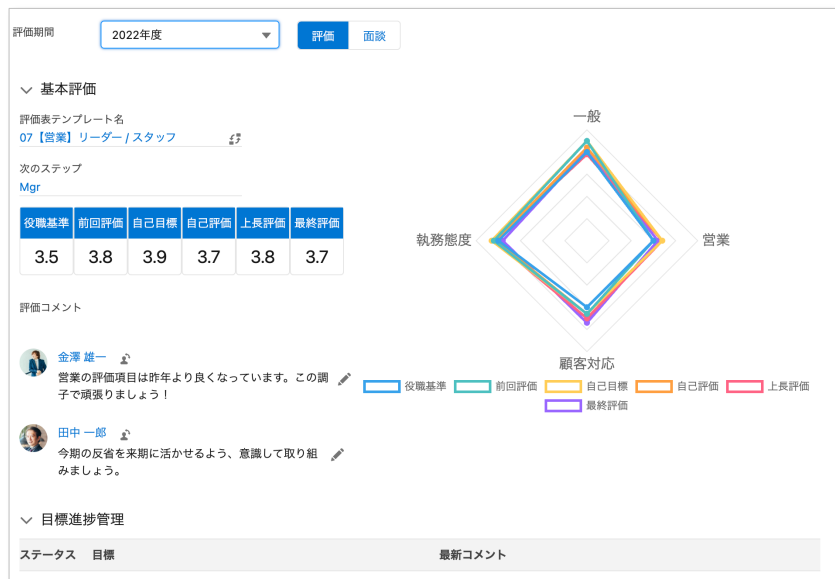 評価期間
2022年度
評価
面談
基本評価
評価表テンプレート名
07【営業】リーダー / スタッフ
次のステップ
Mgr
役職基準 前回評価 自己目標 自己評価 上長評価 最終評価
3.5 3.8 3.9 3.7 3.8 3.7
評価コメント
金澤 雄一
営業の評価項目は昨年より良くなっています。この調
子で頑張りましょう！
田中 一郎
今期の反省を来期に活かせるよう、意識して取り組
みましょう。
一般
執務態度
営業
顧客対応
役職基準 前回評価 自己目標 自己評価 上長評価
最終評価
目標進捗管理
ステータス 目標 最新コメント